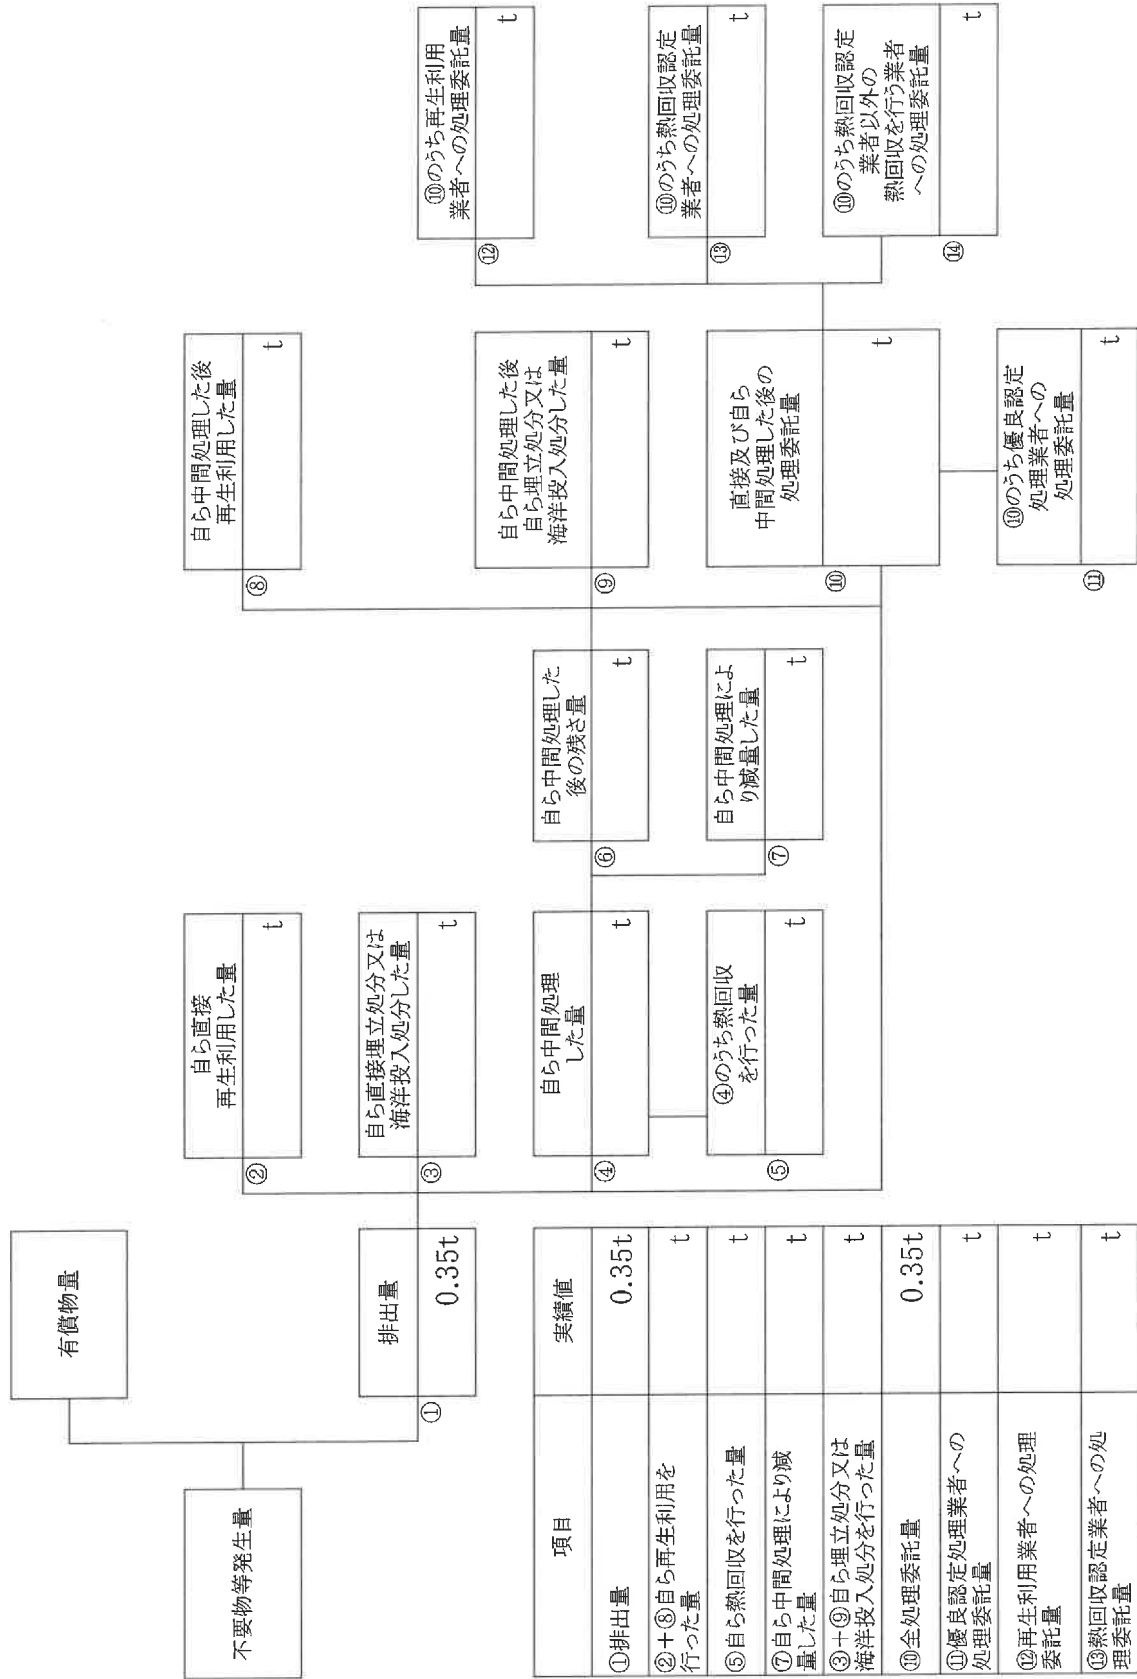 不要物等発生量
有償物量
排出量
①
0.35t
自ら直接
再生利用した量
②
t
自ら直接埋立処分又は
海洋投入処分した量
③
t
自ら中間処理
した量
④
t
④のうち熱回収
を行った量
⑤
t
自ら中間処理した
後の残さ量
⑥
t
自ら中間処理によ
り減量した量
⑦
t
自ら中間処理した後
再生利用した量
⑧
t
自ら中間処理した後
自ら埋立処分又は
海洋投入処分した量
⑨
t
直接及び自ら
中間処理した後の
処理委託量
⑩
t
⑩のうち優良認定
処理業者への
処理委託量
⑪
t
⑩のうち再生利用
業者への処理委託量
⑫
t
⑩のうち熱回収認定
業者への処理委託量
⑬
t
⑩のうち熱回収認定
業者以外の
熱回収を行う業者
への処理委託量
⑭
t
項目
実績値
①排出量
0.35t
②+⑧自ら再生利用を
行った量
t
⑤自ら熱回収を行った量
t
⑦自ら中間処理により減
量した量
t
③+⑨自ら埋立処分又は
海洋投入処分を行った量
t
⑩全処理委託量
0.35t
⑪優良認定処理業者への
処理委託量
t
⑫再生利用業者への処理
委託量
t
⑬熱回収認定業者への処
理委託量
t